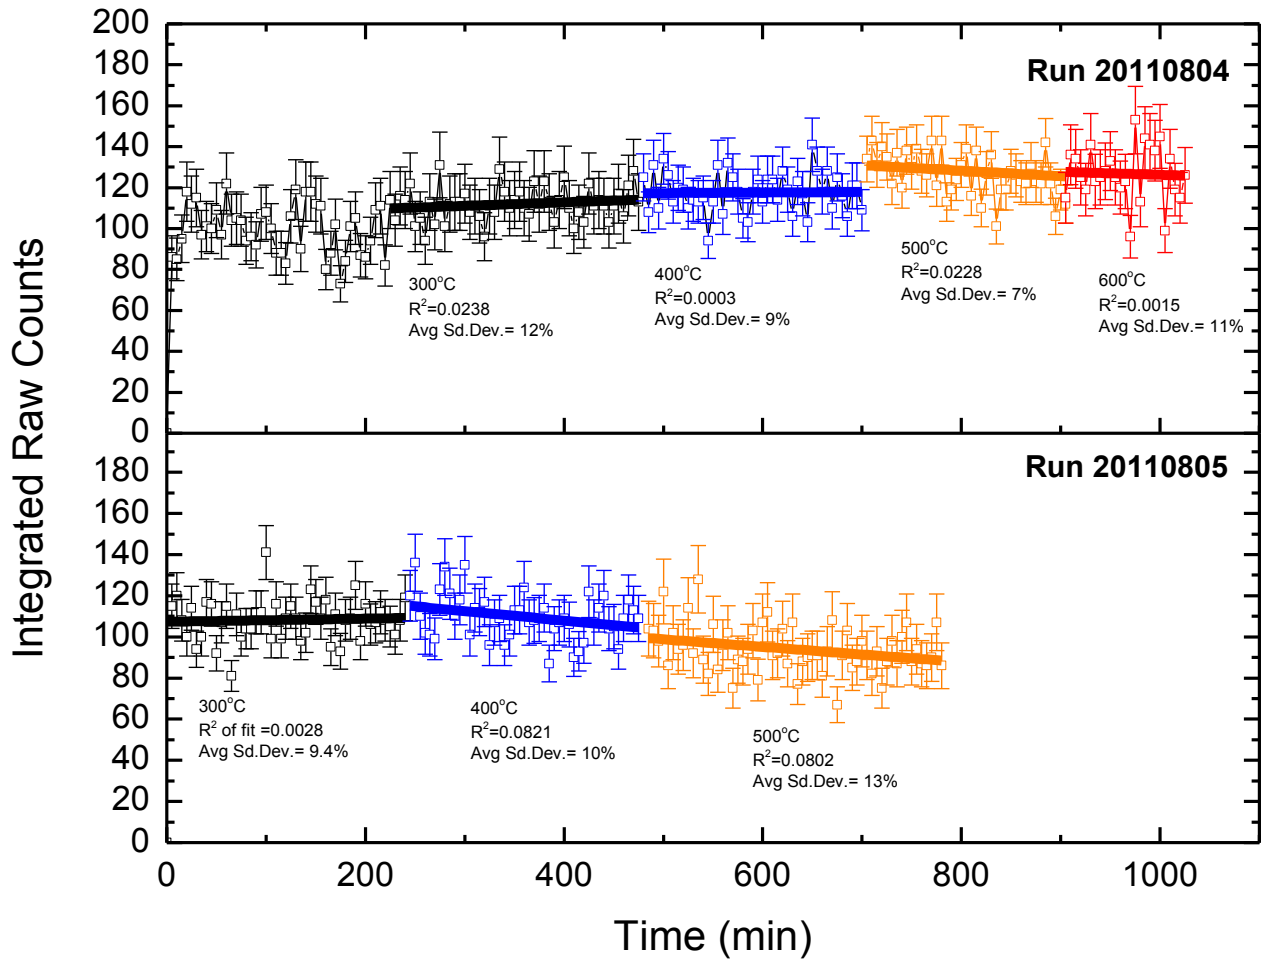 Integrated Raw Counts
200
180
160
140
120
100
80
60
40
20
0
Run 20110804
300°C
R²=0.0238
Avg Sd.Dev.= 12%
400°C
R²=0.0003
Avg Sd.Dev.= 9%
500°C
R²=0.0228
Avg Sd.Dev.= 7%
600°C
R²=0.0015
Avg Sd.Dev.= 11%
180
160
140
120
100
80
60
40
20
0
Run 20110805
300°C
R² of fit =0.0028
Avg Sd.Dev.= 9.4%
400°C
R²=0.0821
Avg Sd.Dev.= 10%
500°C
R²=0.0802
Avg Sd.Dev.= 13%
0 200 400 600 800 1000
Time (min)